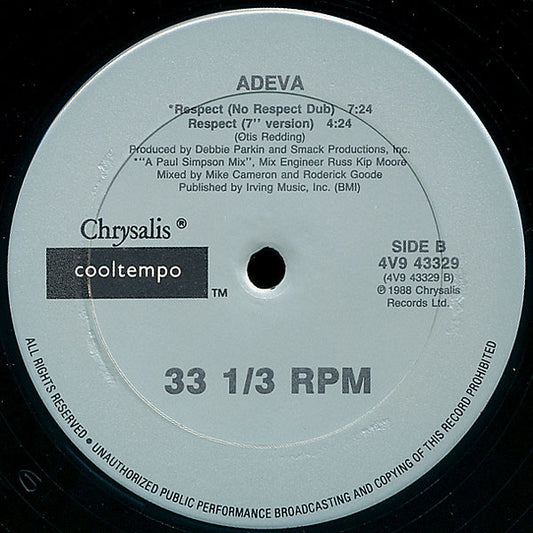 ADEVA
*Respect (No Respect Dub) 7:24
Respect (7'' version) 4:24
(Otis Redding)
Produced by Debbie Parkin and Smack Productions, Inc.
*"A Paul Simpson Mix", Mix Engineer Russ Kip Moore
Mixed by Mike Cameron and Roderick Goode
Published by Irving Music, Inc. (BMI)
Chrysalis ®
cooltempo
TM
SIDE B
4V9 43329
(4V9 43329 B)
℗ 1988 Chrysalis
Records Ltd.
33 1/3 RPM
ALL RIGHTS RESERVED • UNAUTHORIZED PUBLIC PERFORMANCE BROADCASTING AND COPYING OF THIS RECORD PROHIBITED